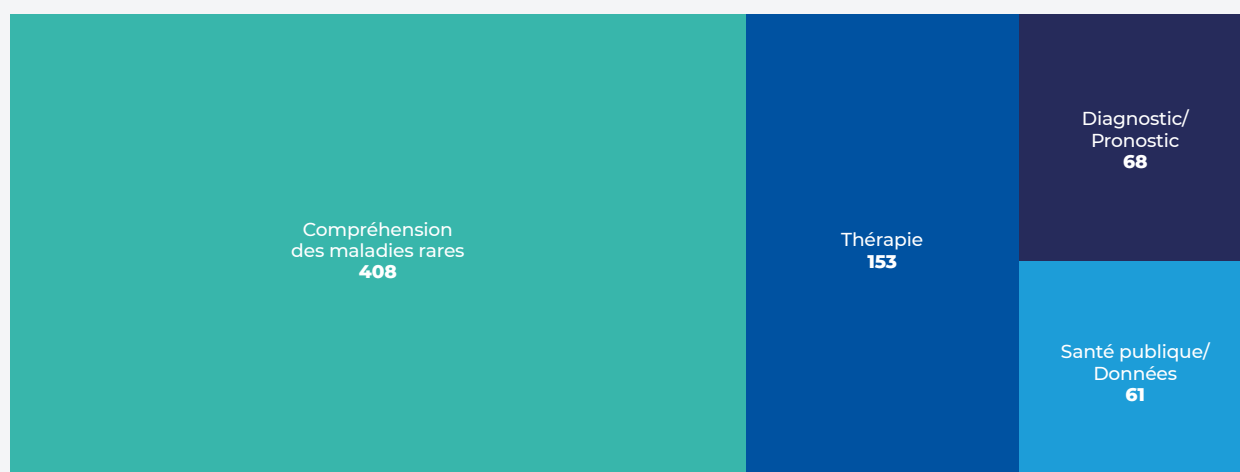 Compréhension
des maladies rares
408
Thérapie
153
Diagnostic/
Pronostic
68
Santé publique/
Données
61